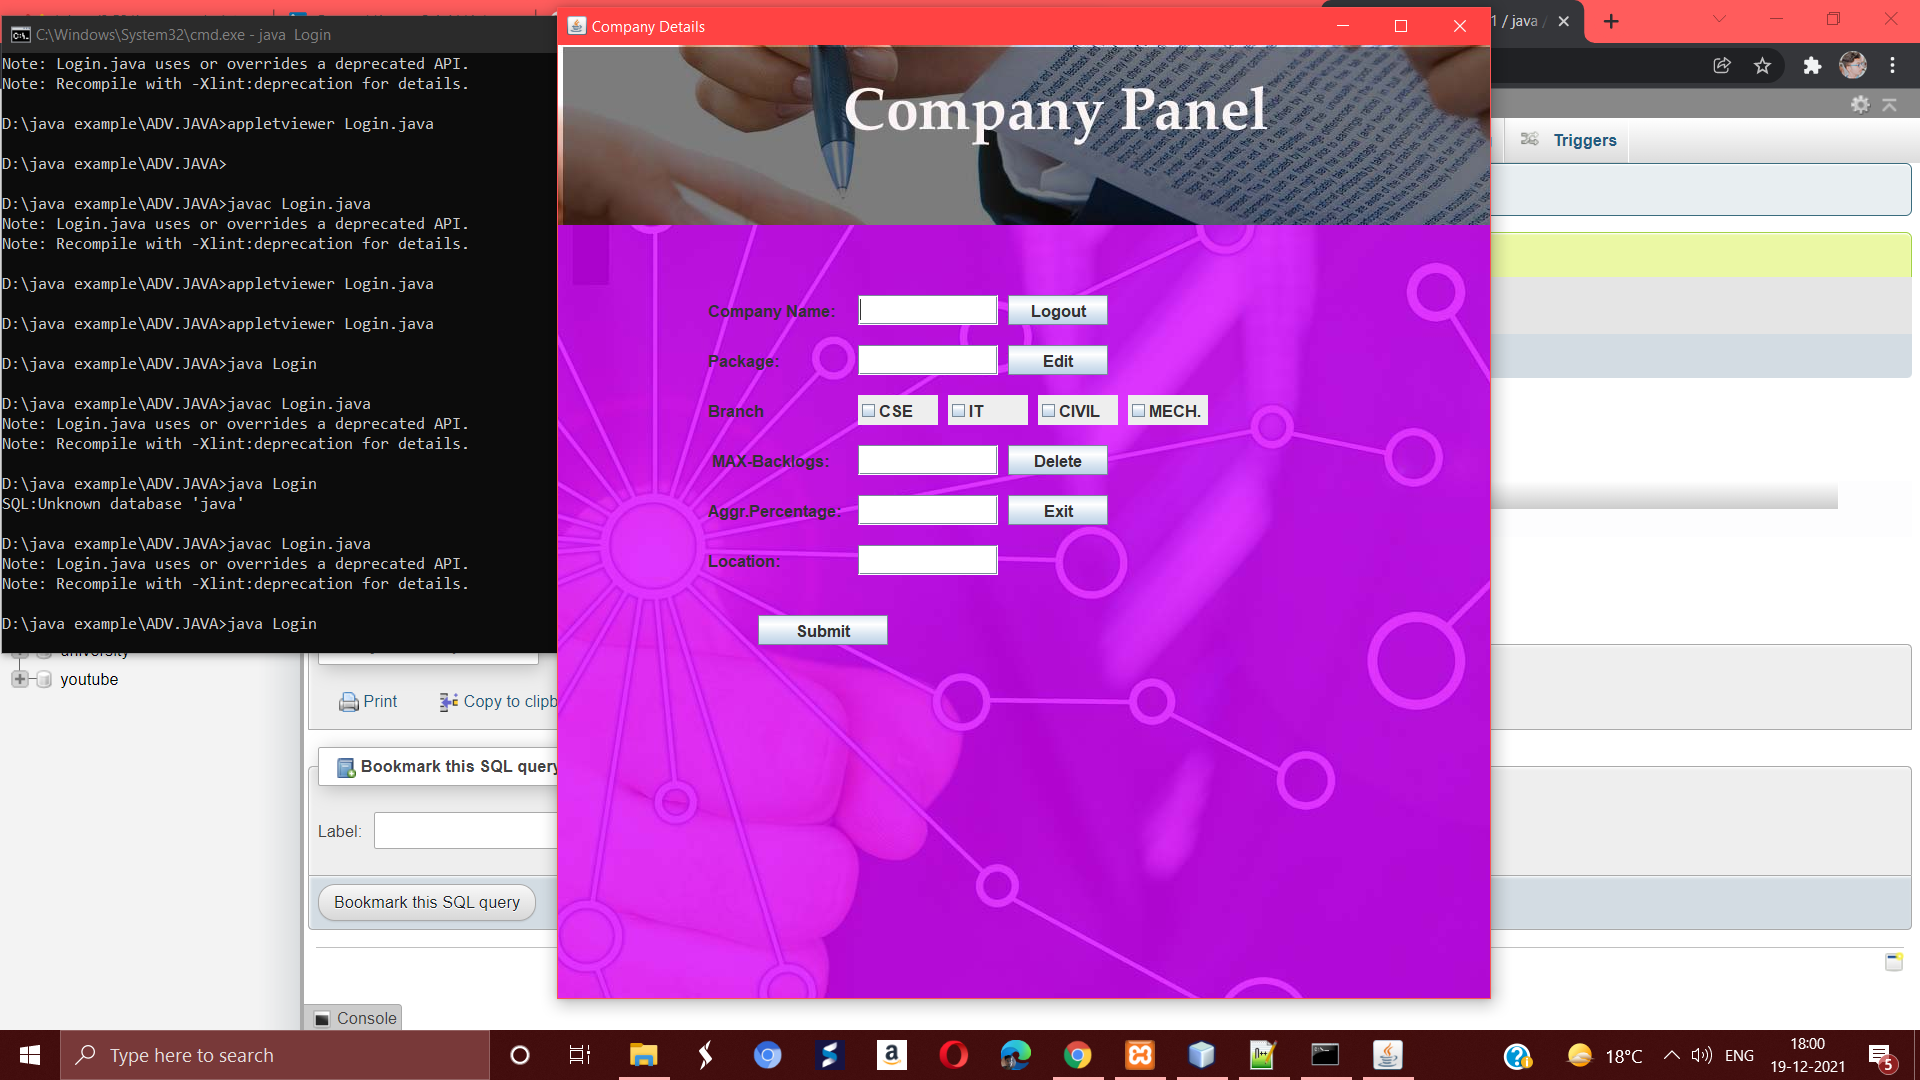 C:\Windows\System32\cmd.exe - java  Login
Note: Login.java uses or overrides a deprecated API.
Note: Recompile with -Xlint:deprecation for details.
D:\java example\ADV.JAVA>appletviewer Login.java
D:\java example\ADV.JAVA>
D:\java example\ADV.JAVA>javac Login.java
Note: Login.java uses or overrides a deprecated API.
Note: Recompile with -Xlint:deprecation for details.
D:\java example\ADV.JAVA>appletviewer Login.java
D:\java example\ADV.JAVA>appletviewer Login.java
D:\java example\ADV.JAVA>java Login
D:\java example\ADV.JAVA>javac Login.java
Note: Login.java uses or overrides a deprecated API.
Note: Recompile with -Xlint:deprecation for details.
D:\java example\ADV.JAVA>java Login
SQL:Unknown database 'java'
D:\java example\ADV.JAVA>javac Login.java
Note: Login.java uses or overrides a deprecated API.
Note: Recompile with -Xlint:deprecation for details.
D:\java example\ADV.JAVA>java Login
Company Details
Company Panel
Company Name:
Logout
Package:
Edit
Branch
CSE
IT
CIVIL
MECH.
MAX-Backlogs:
Delete
Aggr.Percentage:
Exit
Location:
Submit
1 / java /
Triggers
university
youtube
Print
Copy to clipb
Bookmark this SQL query
Label:
Bookmark this SQL query
Console
Type here to search
18°C
ENG
18:00
19-12-2021
5